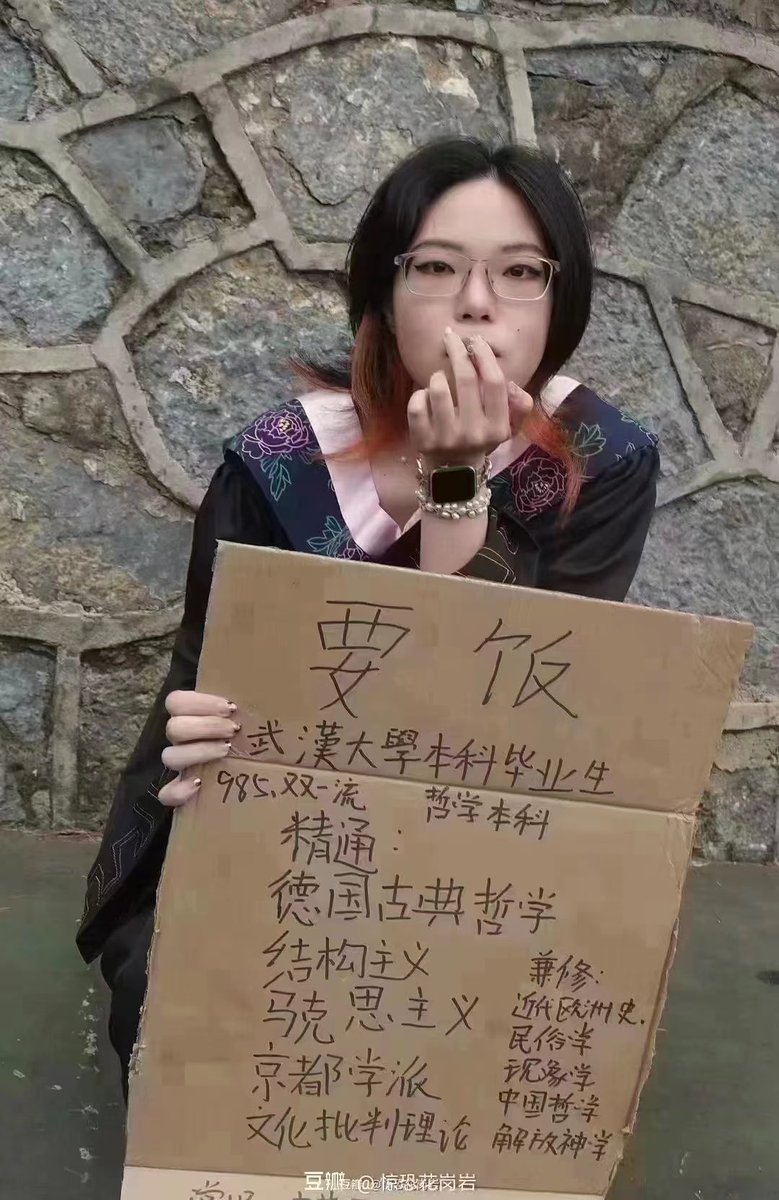 要饭
武漢大學本科毕业生
985.双一流 哲学本科
精通：
德国古典哲学
结构主义
马克思主义
京都学派
文化批判理论
兼修：
近代欧洲史.
民俗学
现象学
中国哲学
解放神学
豆瓣 @惊恐花岗岩